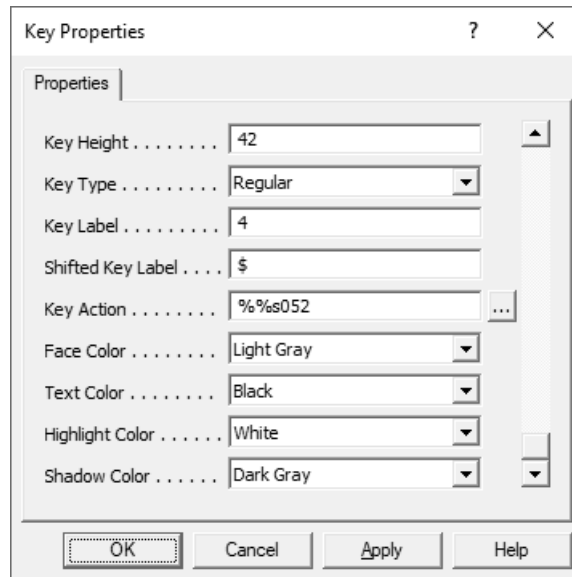 Key Properties ?
Properties
Key Height . . . . . . . . 42
Key Type . . . . . . . . . Regular
Key Label . . . . . . . . . 4
Shifted Key Label . . . . $
Key Action . . . . . . . . %%s052 ...
Face Color . . . . . . . . Light Gray
Text Color . . . . . . . . Black
Highlight Color . . . . . . White
Shadow Color . . . . . . Dark Gray
OK Cancel Apply Help